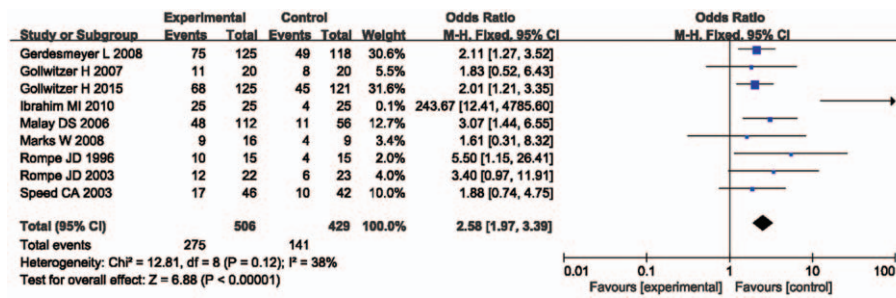 Experimental Control Odds Ratio Odds Ratio
Study or Subgroup Events Total Events Total Weight M-H. Fixed. 95% CI M-H. Fixed. 95% CI
Gerdesmeyer L 2008 75 125 49 118 30.6% 2.11 [1.27, 3.52]
Gollwitzer H 2007 11 20 8 20 5.5% 1.83 [0.52, 6.43]
Gollwitzer H 2015 68 125 45 121 31.6% 2.01 [1.21, 3.35]
Ibrahim MI 2010 25 25 4 25 0.1% 243.67 [12.41, 4785.60]
Malay DS 2006 48 112 11 56 12.7% 3.07 [1.44, 6.55]
Marks W 2008 9 16 4 9 3.4% 1.61 [0.31, 8.32]
Rompe JD 1996 10 15 4 15 2.0% 5.50 [1.15, 26.41]
Rompe JD 2003 12 22 6 23 4.0% 3.40 [0.97, 11.91]
Speed CA 2003 17 46 10 42 10.0% 1.88 [0.74, 4.75]
Total (95% CI) 506 429 100.0% 2.58 [1.97, 3.39]
Total events 275 141
Heterogeneity: Chi² = 12.81, df = 8 (P = 0.12); I² = 38%
Test for overall effect: Z = 6.88 (P < 0.00001)
0.01 0.1 1 10 100
Favours [experimental] Favours [control]